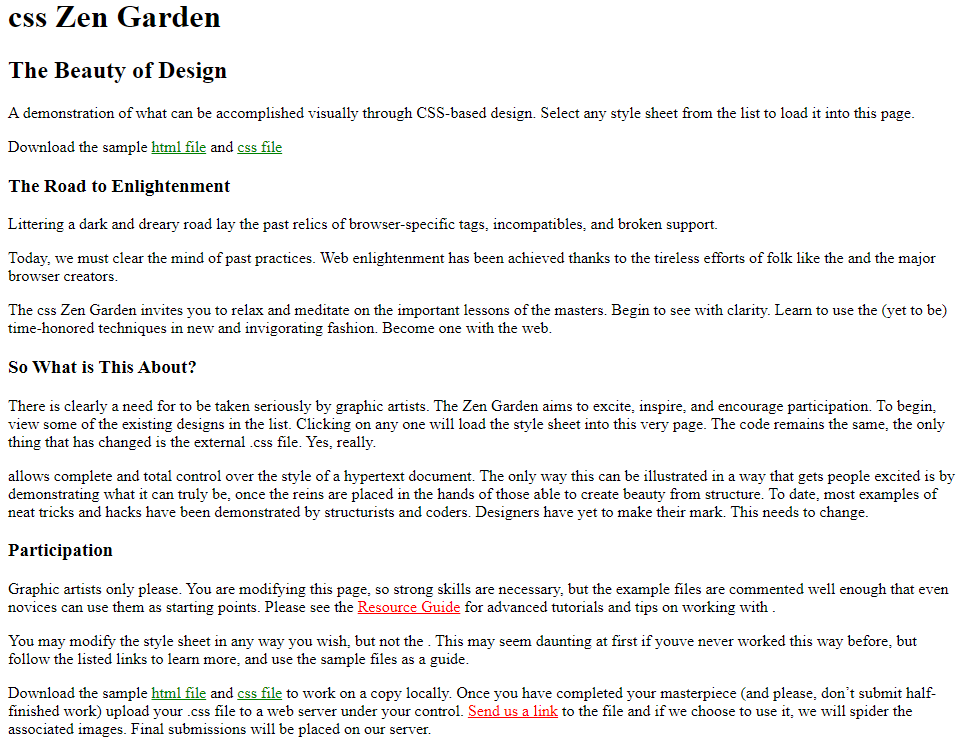 css Zen Garden
The Beauty of Design
A demonstration of what can be accomplished visually through CSS-based design. Select any style sheet from the list to load it into this page.
Download the sample html file and css file
The Road to Enlightenment
Littering a dark and dreary road lay the past relics of browser-specific tags, incompatibles, and broken support.
Today, we must clear the mind of past practices. Web enlightenment has been achieved thanks to the tireless efforts of folk like the and the major
browser creators.
The css Zen Garden invites you to relax and meditate on the important lessons of the masters. Begin to see with clarity. Learn to use the (yet to be)
time-honored techniques in new and invigorating fashion. Become one with the web.
So What is This About?
There is clearly a need for to be taken seriously by graphic artists. The Zen Garden aims to excite, inspire, and encourage participation. To begin,
view some of the existing designs in the list. Clicking on any one will load the style sheet into this very page. The code remains the same, the only
thing that has changed is the external .css file. Yes, really.
allows complete and total control over the style of a hypertext document. The only way this can be illustrated in a way that gets people excited is by
demonstrating what it can truly be, once the reins are placed in the hands of those able to create beauty from structure. To date, most examples of
neat tricks and hacks have been demonstrated by structurists and coders. Designers have yet to make their mark. This needs to change.
Participation
Graphic artists only please. You are modifying this page, so strong skills are necessary, but the example files are commented well enough that even
novices can use them as starting points. Please see the Resource Guide for advanced tutorials and tips on working with .
You may modify the style sheet in any way you wish, but not the . This may seem daunting at first if youve never worked this way before, but
follow the listed links to learn more, and use the sample files as a guide.
Download the sample html file and css file to work on a copy locally. Once you have completed your masterpiece (and please, don’t submit half-
finished work) upload your .css file to a web server under your control. Send us a link to the file and if we choose to use it, we will spider the
associated images. Final submissions will be placed on our server.